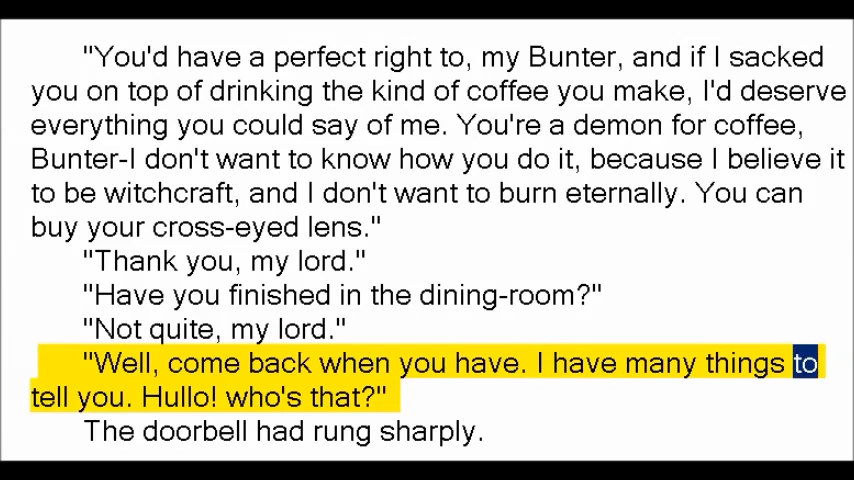 "You'd have a perfect right to, my Bunter, and if I sacked
you on top of drinking the kind of coffee you make, I'd deserve
everything you could say of me. You're a demon for coffee,
Bunter-I don't want to know how you do it, because I believe it
to be witchcraft, and I don't want to burn eternally. You can
buy your cross-eyed lens."
"Thank you, my lord."
"Have you finished in the dining-room?"
"Not quite, my lord."
"Well, come back when you have. I have many things to
tell you. Hullo! who's that?"
The doorbell had rung sharply.